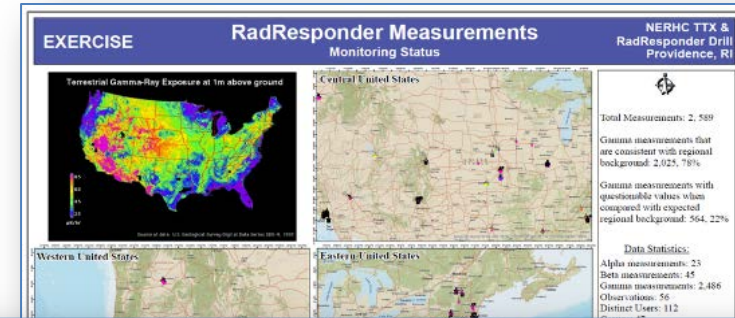 EXERCISE
RadResponder Measurements
Monitoring Status
NERHC TTX &
RadResponder Drill
Providence, RI
Terrestrial Gamma-Ray Exposure at 1m above ground
Central United States
Total Measurements: 2, 589
Gamma measurements that
are consistent with regional
background: 2,025, 78%
Gamma measurements with
questionable values when
compared with expected
regional background: 564, 22%
Western United States
Eastern United States
Data Statistics:
Alpha measurements: 23
Beta measurements: 45
Gamma measurements: 2,486
Observations: 56
Distinct Users: 112